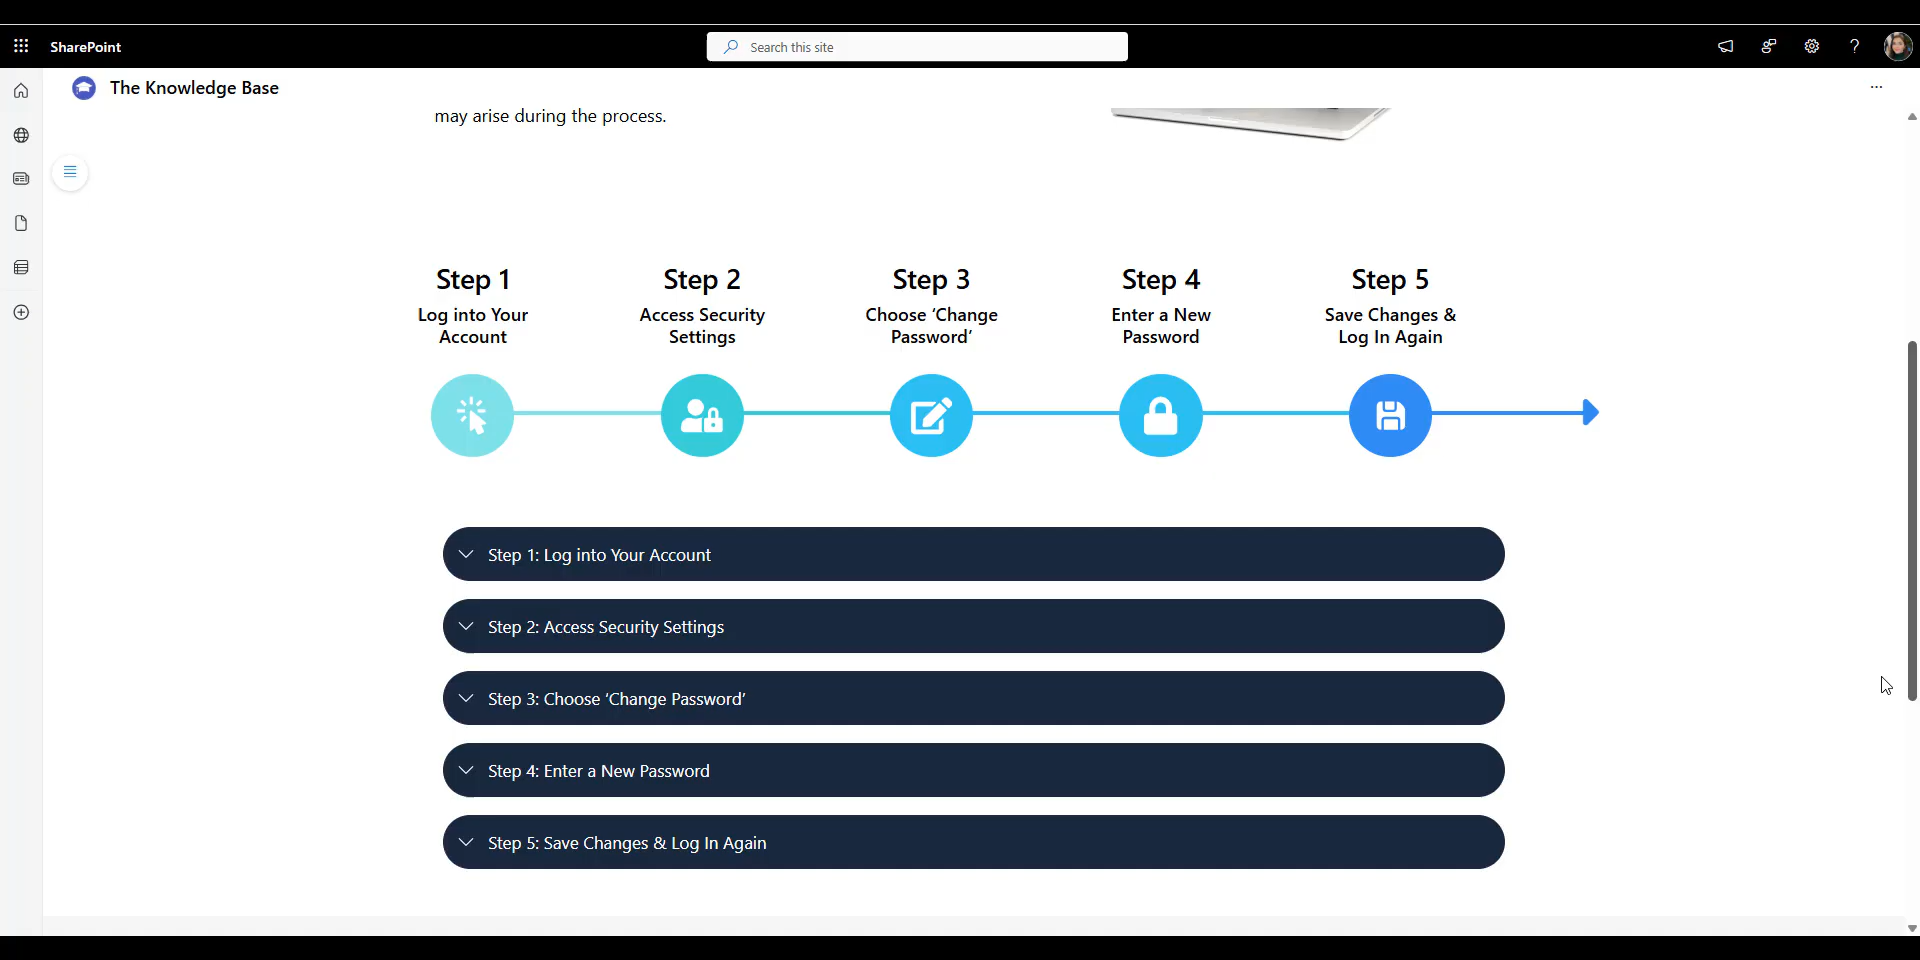 SharePoint
Search this site
?
The Knowledge Base
...
may arise during the process.
Step 1
Log into Your
Account
Step 2
Access Security
Settings
Step 3
Choose ‘Change
Password’
Step 4
Enter a New
Password
Step 5
Save Changes &
Log In Again
Step 1: Log into Your Account
Step 2: Access Security Settings
Step 3: Choose ‘Change Password’
Step 4: Enter a New Password
Step 5: Save Changes & Log In Again